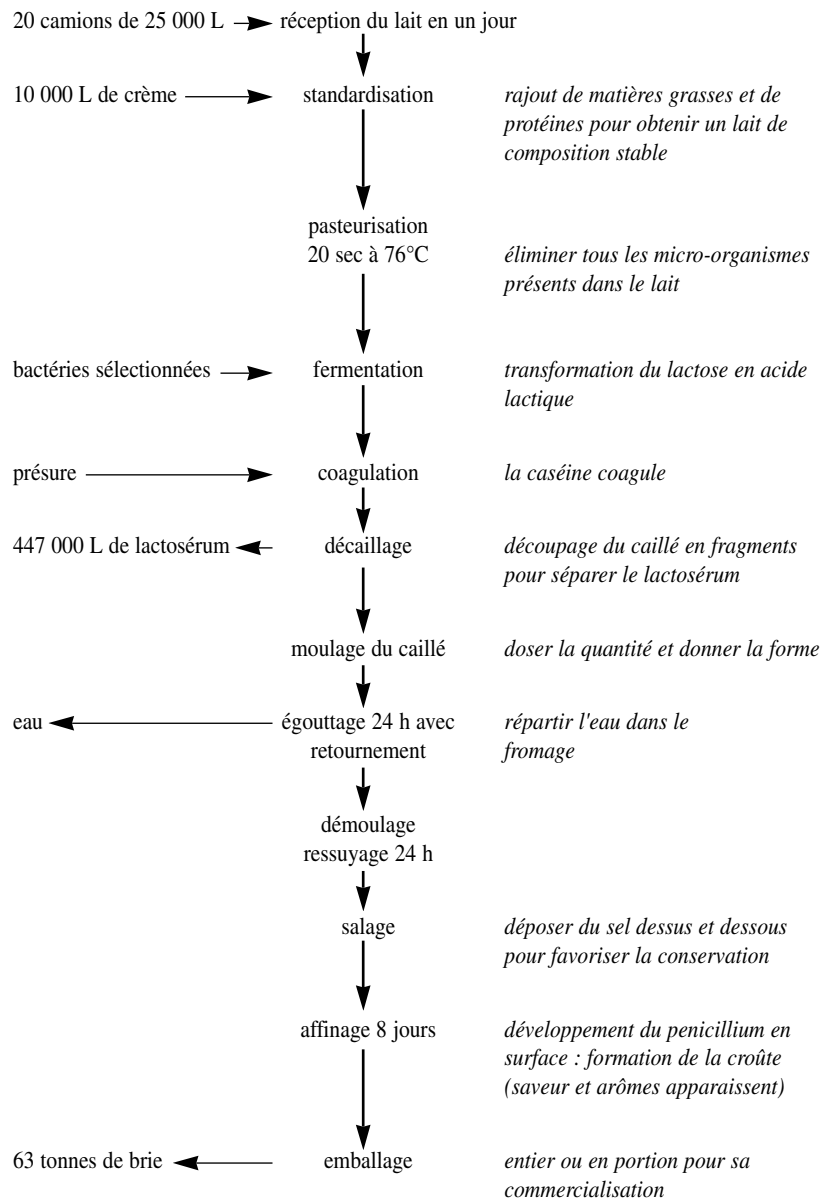 20 camions de 25 000 L réception du lait en un jour
10 000 L de crème standardisation rajout de matières grasses et de
protéines pour obtenir un lait de
composition stable
pasteurisation
20 sec à 76°C éliminer tous les micro-organismes
présents dans le lait
bactéries sélectionnées fermentation transformation du lactose en acide
lactique
présure coagulation la caséine coagule
447 000 L de lactosérum décaillage découpage du caillé en fragments
pour séparer le lactosérum
moulage du caillé doser la quantité et donner la forme
eau égouttage 24 h avec répartir l'eau dans le
retournement fromage
démoulage
ressuyage 24 h
salage déposer du sel dessus et dessous
pour favoriser la conservation
affinage 8 jours développement du penicillium en
surface : formation de la croûte
(saveur et arômes apparaissent)
63 tonnes de brie emballage entier ou en portion pour sa
commercialisation